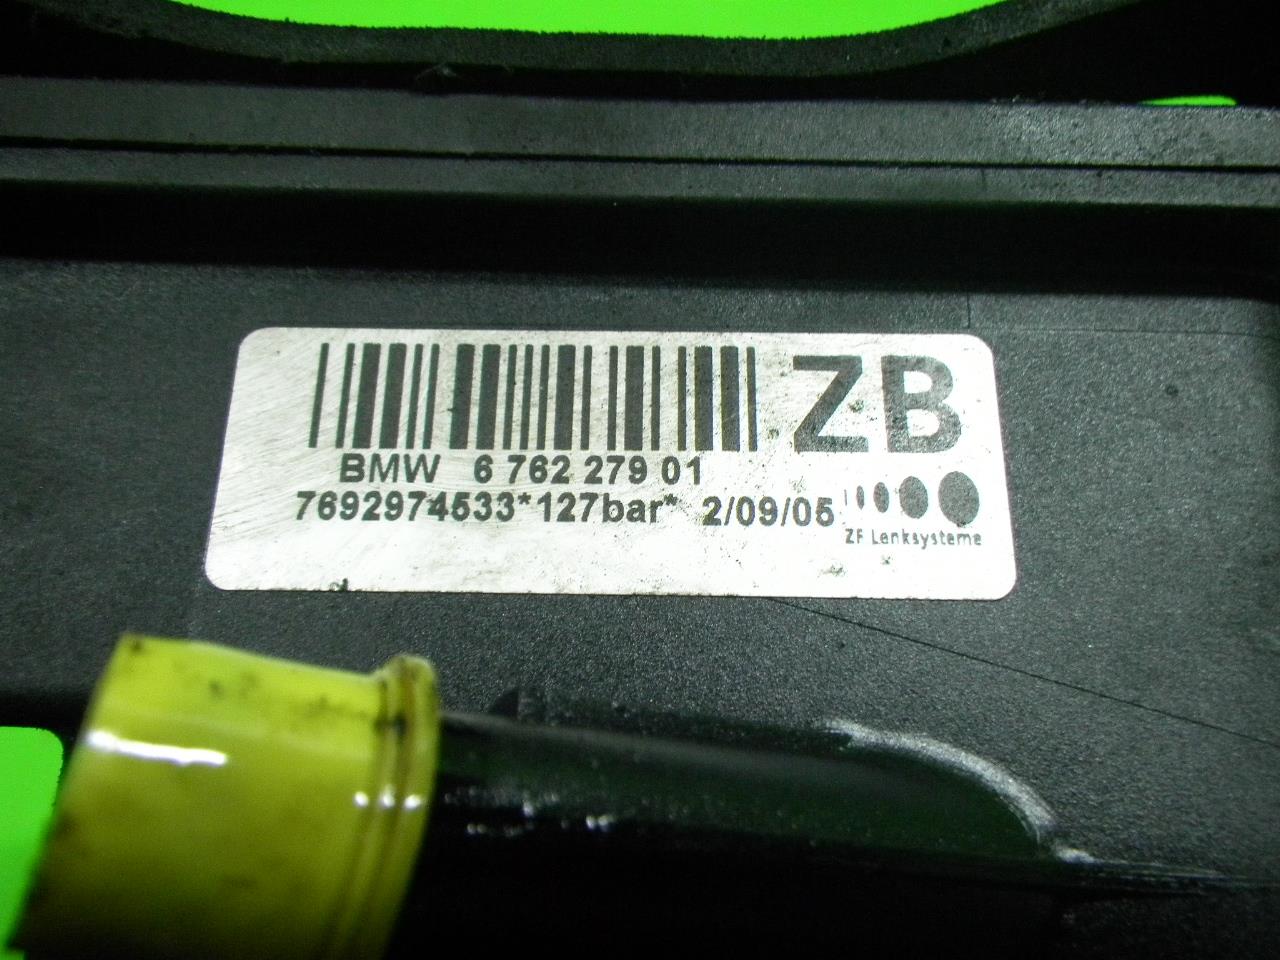 ZB
BMW 6 762 279 01
7692974533*127bar* 2/09/05
ZF Lenksysteme